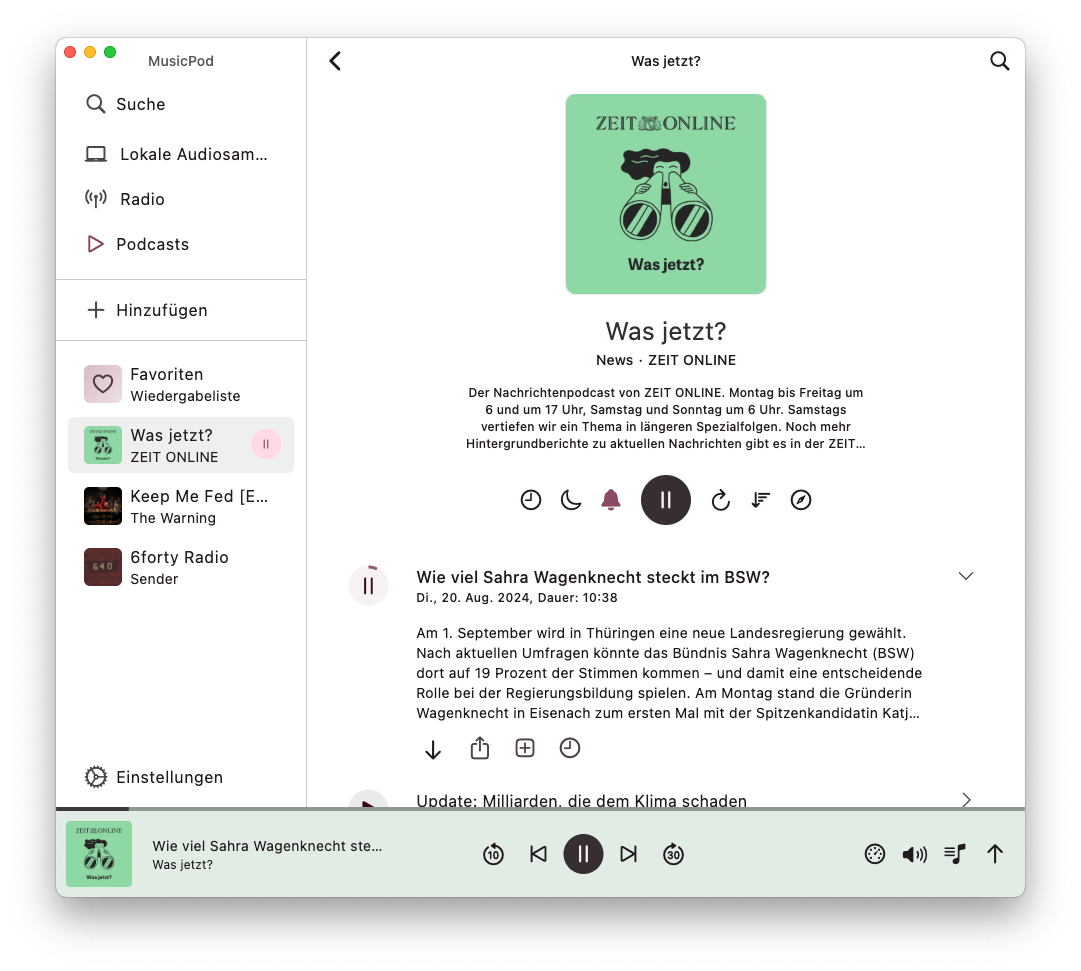 MusicPod
Suche
Lokale Audiosam...
Radio
Podcasts
Hinzufügen
Favoriten
Wiedergabeliste
Was jetzt?
ZEIT ONLINE
Keep Me Fed [E...
The Warning
640
6forty Radio
Sender
Einstellungen
Was jetzt?
ZEIT ONLINE
Was jetzt?
Was jetzt?
News · ZEIT ONLINE
Der Nachrichtenpodcast von ZEIT ONLINE. Montag bis Freitag um
6 und um 17 Uhr, Samstag und Sonntag um 6 Uhr. Samstags
vertiefen wir ein Thema in längeren Spezialfolgen. Noch mehr
Hintergrundberichte zu aktuellen Nachrichten gibt es in der ZEIT...
Wie viel Sahra Wagenknecht steckt im BSW?
Di., 20. Aug. 2024, Dauer: 10:38
Am 1. September wird in Thüringen eine neue Landesregierung gewählt.
Nach aktuellen Umfragen könnte das Bündnis Sahra Wagenknecht (BSW)
dort auf 19 Prozent der Stimmen kommen – und damit eine entscheidende
Rolle bei der Regierungsbildung spielen. Am Montag stand die Gründerin
Wagenknecht in Eisenach zum ersten Mal mit der Spitzenkandidatin Katj...
Update: Milliarden, die dem Klima schaden
ZEIT ONLINE
Was jetzt?
Wie viel Sahra Wagenknecht ste...
Was jetzt?
10
30